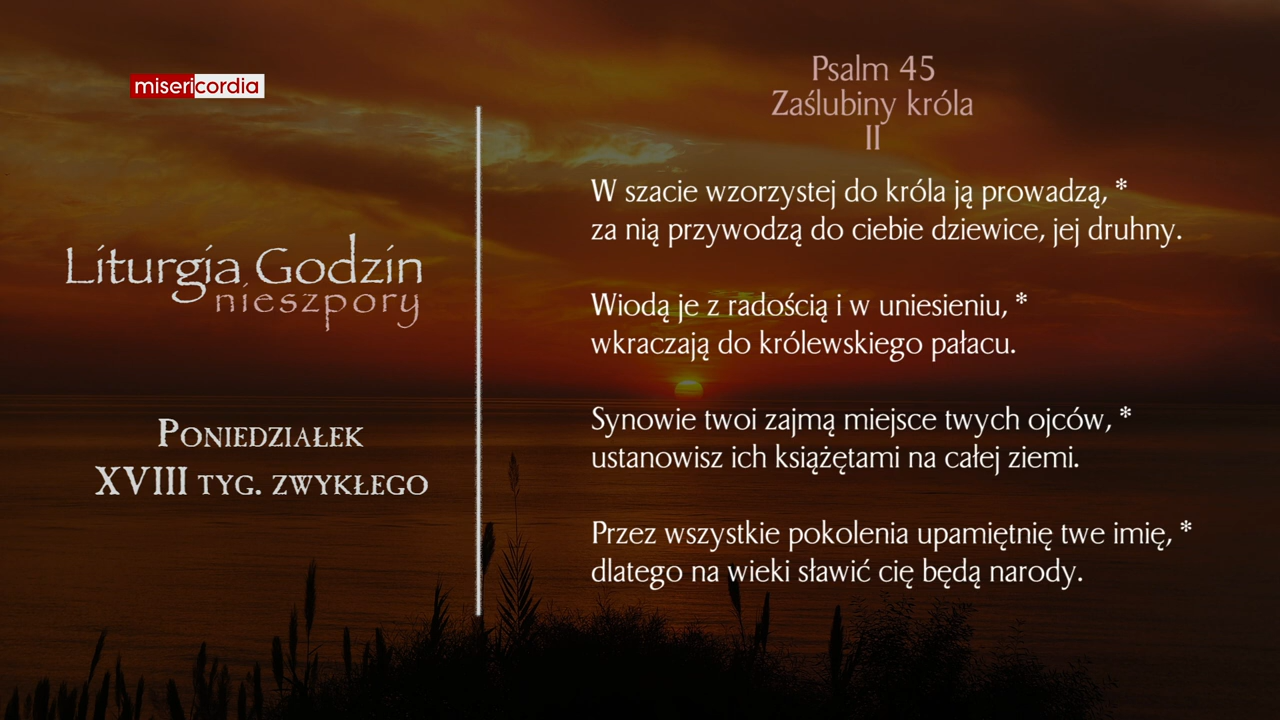 misericordia
Liturgia Godzin
nieszpory
Poniedziałek
XVIII tyg. zwykłego
Psalm 45
Zaślubiny króla
II
W szacie wzorzystej do króla ją prowadzą, *
za nią przywodzą do ciebie dziewice, jej druhny.
Wiodą je z radością i w uniesieniu, *
wkraczają do królewskiego pałacu.
Synowie twoi zajmą miejsce twych ojców, *
ustanowisz ich książętami na całej ziemi.
Przez wszystkie pokolenia upamiętnię twe imię, *
dlatego na wieki sławić cię będą narody.